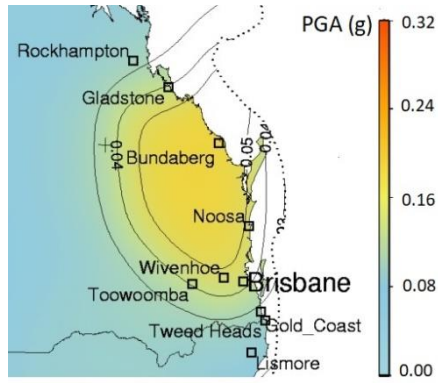 PGA (g)
0.32
Rockhampton
Gladstone
0.24
0.04
Bundaberg
0.05
0.16
Noosa
Wivenhoe
Brisbane
Toowoomba
0.08
Tweed Heads
Gold_Coast
Lismore
0.00